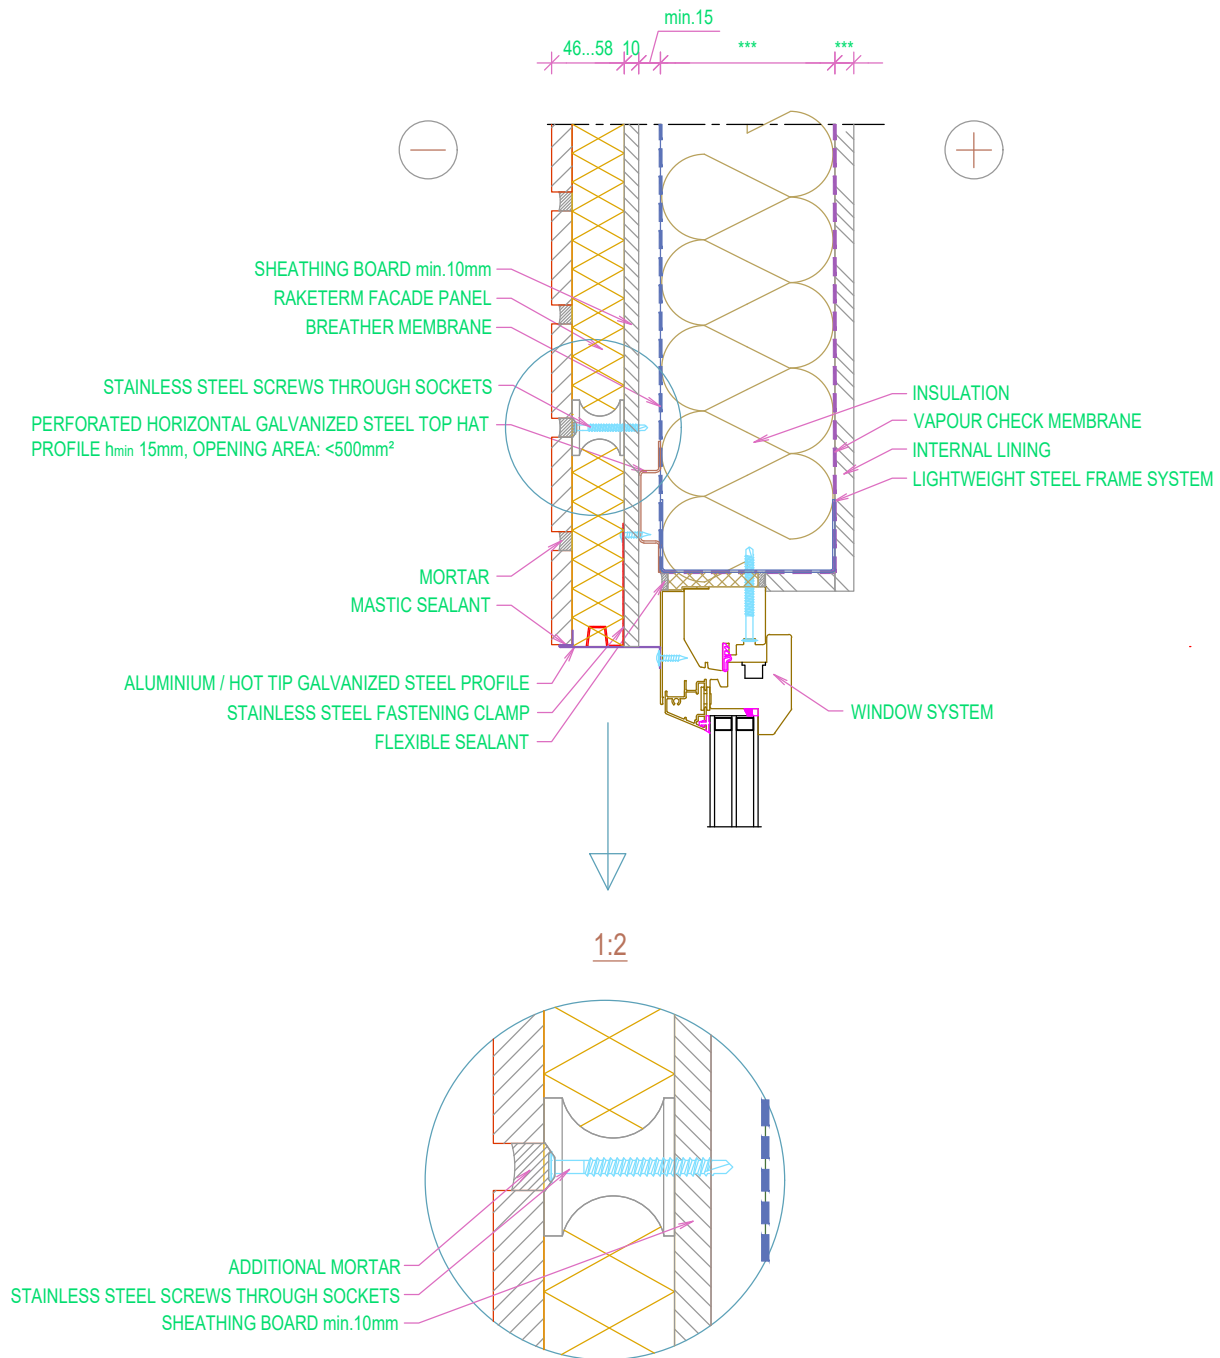 min.15
46...58 10 *** ***
SHEATHING BOARD min.10mm
RAKETERM FACADE PANEL
BREATHER MEMBRANE
STAINLESS STEEL SCREWS THROUGH SOCKETS
PERFORATED HORIZONTAL GALVANIZED STEEL TOP HAT
PROFILE hmin 15mm, OPENING AREA: <500mm²
INSULATION
VAPOUR CHECK MEMBRANE
INTERNAL LINING
LIGHTWEIGHT STEEL FRAME SYSTEM
MORTAR
MASTIC SEALANT
ALUMINIUM / HOT TIP GALVANIZED STEEL PROFILE
STAINLESS STEEL FASTENING CLAMP
FLEXIBLE SEALANT
WINDOW SYSTEM
1:2
ADDITIONAL MORTAR
STAINLESS STEEL SCREWS THROUGH SOCKETS
SHEATHING BOARD min.10mm